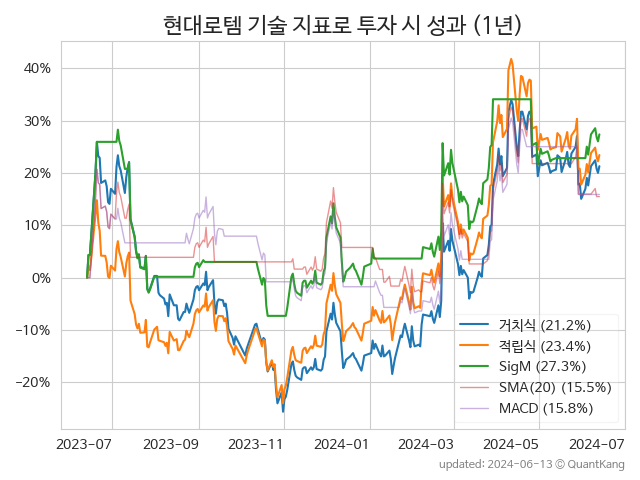 현대로템 기술 지표로 투자 시 성과 (1년)
40%
30%
20%
10%
0%
−10%
−20%
거치식 (21.2%)
적립식 (23.4%)
SigM (27.3%)
SMA(20) (15.5%)
MACD (15.8%)
2023-07 2023-09 2023-11 2024-01 2024-03 2024-05 2024-07
updated: 2024-06-13 © QuantKang